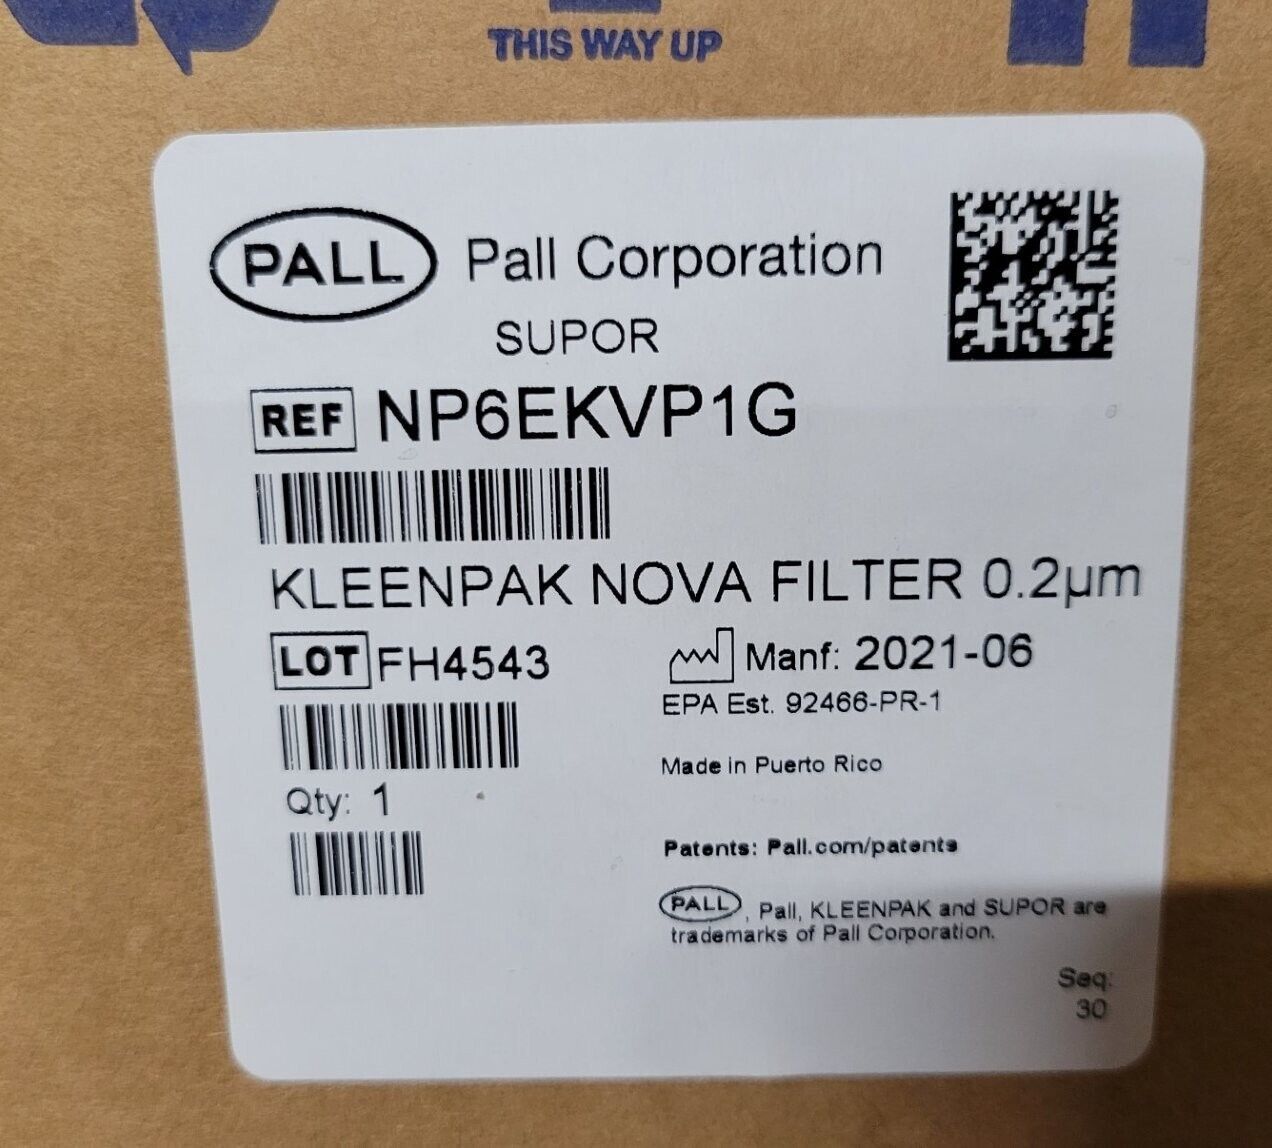 THIS WAY UP
PALL Pall Corporation
SUPOR
REF NP6EKVP1G
KLEENPAK NOVA FILTER 0.2µm
LOT FH4543
Manf: 2021-06
EPA Est. 92466-PR-1
Made in Puerto Rico
Qty: 1
Patents: Pall.com/patents
PALL, Pall, KLEENPAK and SUPOR are
trademarks of Pall Corporation.
Seq:
30